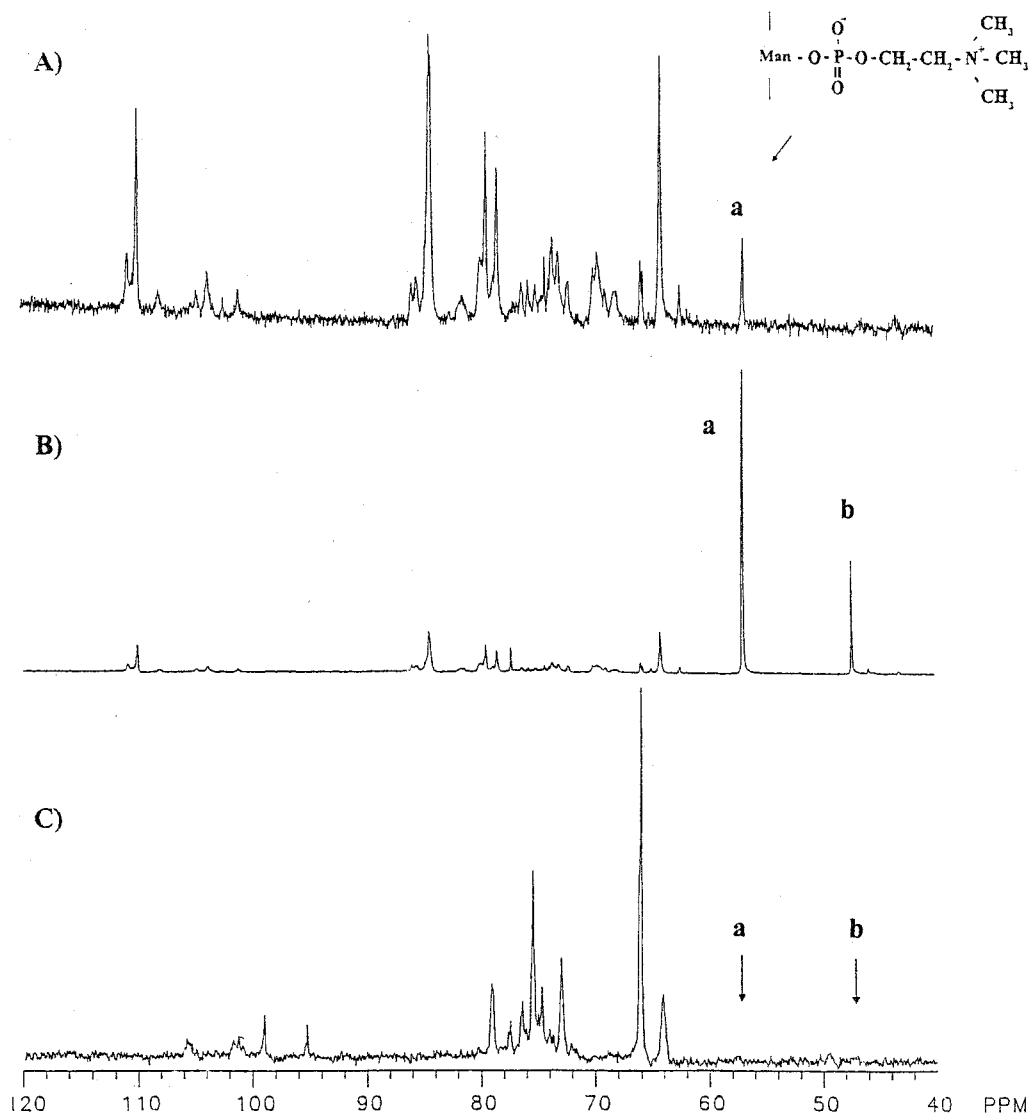 A)
O⁻
CH₃
Man - O - P - O - CH₂ - CH₂ - N⁺ - CH₃
O
CH₃
a
B)
a
b
C)
a
b
120 110 100 90 80 70 60 50 40 PPM